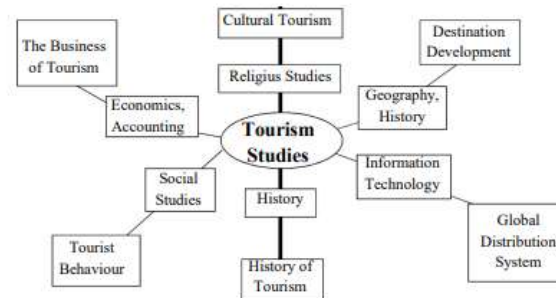 Cultural Tourism
Destination
Development
The Business
of Tourism
Religius Studies
Geography,
History
Economics,
Accounting
Tourism
Studies
Information
Technology
Social
Studies
History
Global
Distribution
System
Tourist
Behaviour
History of
Tourism